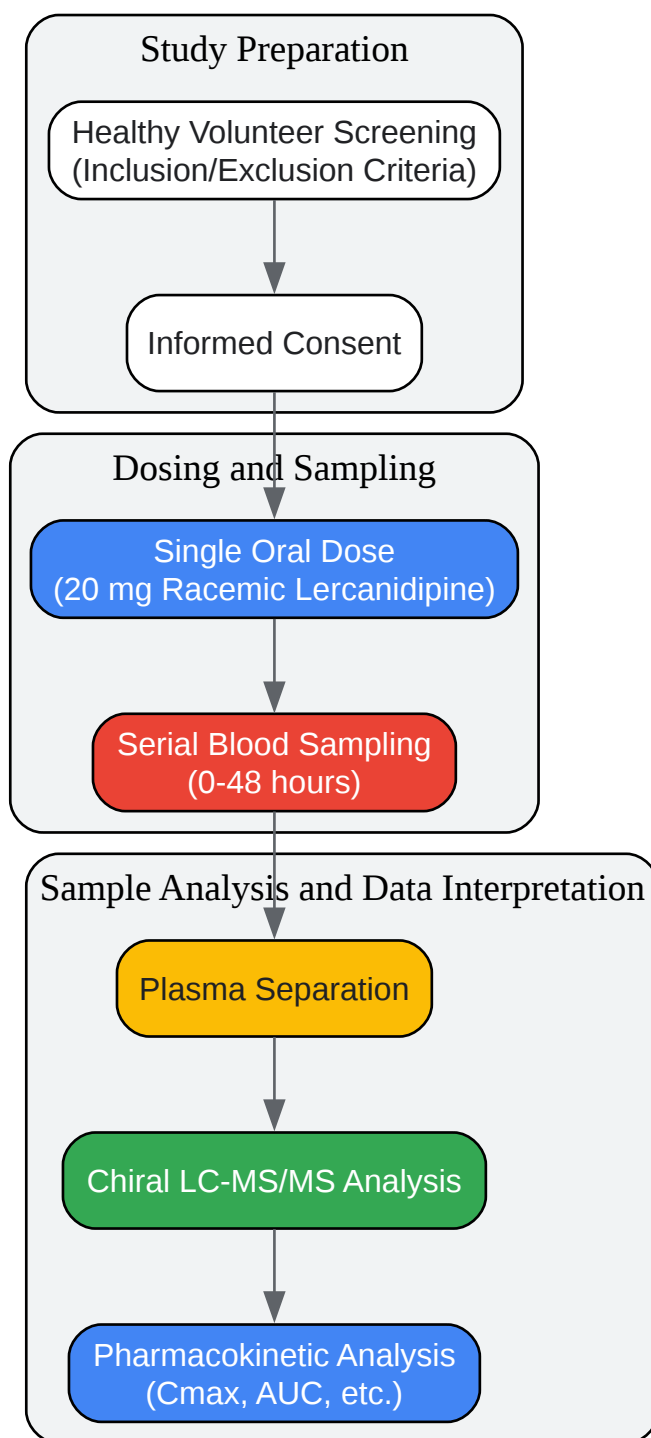 Study Preparation
Healthy Volunteer Screening
(Inclusion/Exclusion Criteria)
Informed Consent
Dosing and Sampling
Single Oral Dose
(20 mg Racemic Lercanidipine)
Serial Blood Sampling
(0-48 hours)
Sample Analysis and Data Interpretation
Plasma Separation
Chiral LC-MS/MS Analysis
Pharmacokinetic Analysis
(Cmax, AUC, etc.)